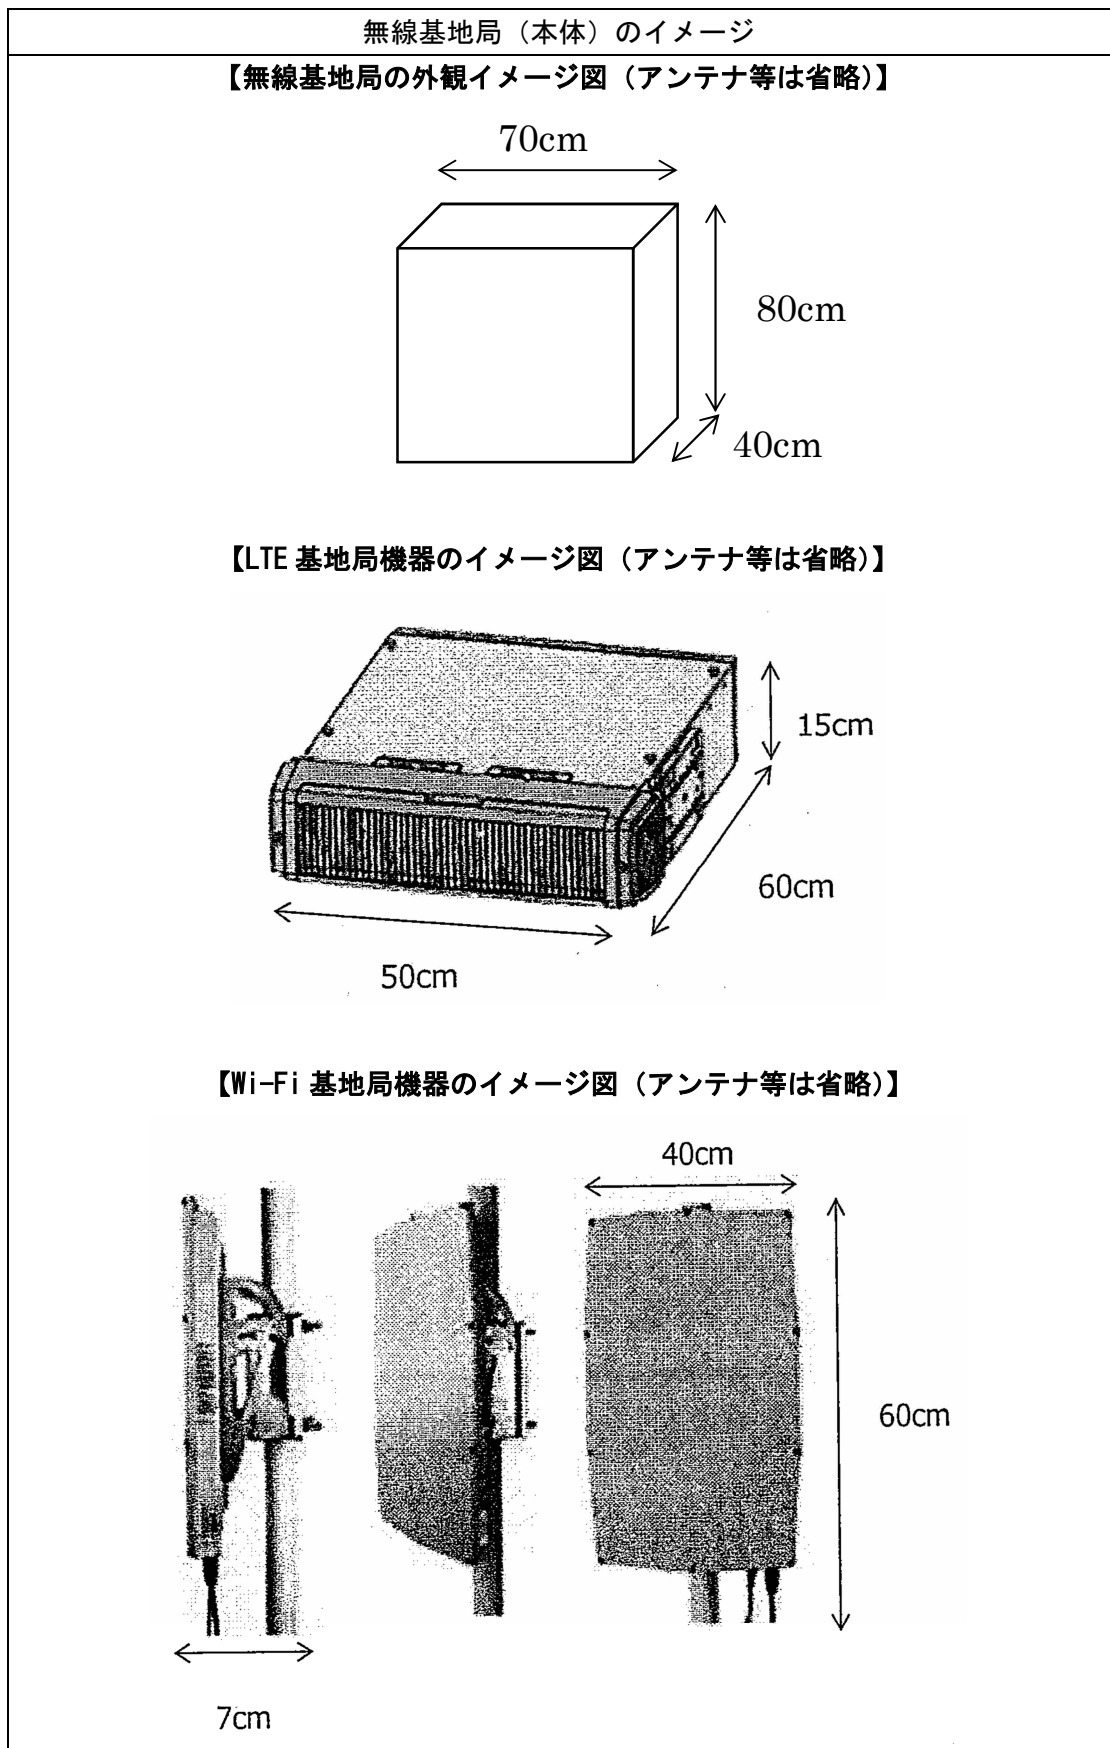 無線基地局（本体）のイメージ
【無線基地局の外観イメージ図（アンテナ等は省略）】
70cm
80cm
40cm
【LTE 基地局機器のイメージ図（アンテナ等は省略）】
15cm
60cm
50cm
【Wi-Fi 基地局機器のイメージ図（アンテナ等は省略）】
40cm
60cm
7cm